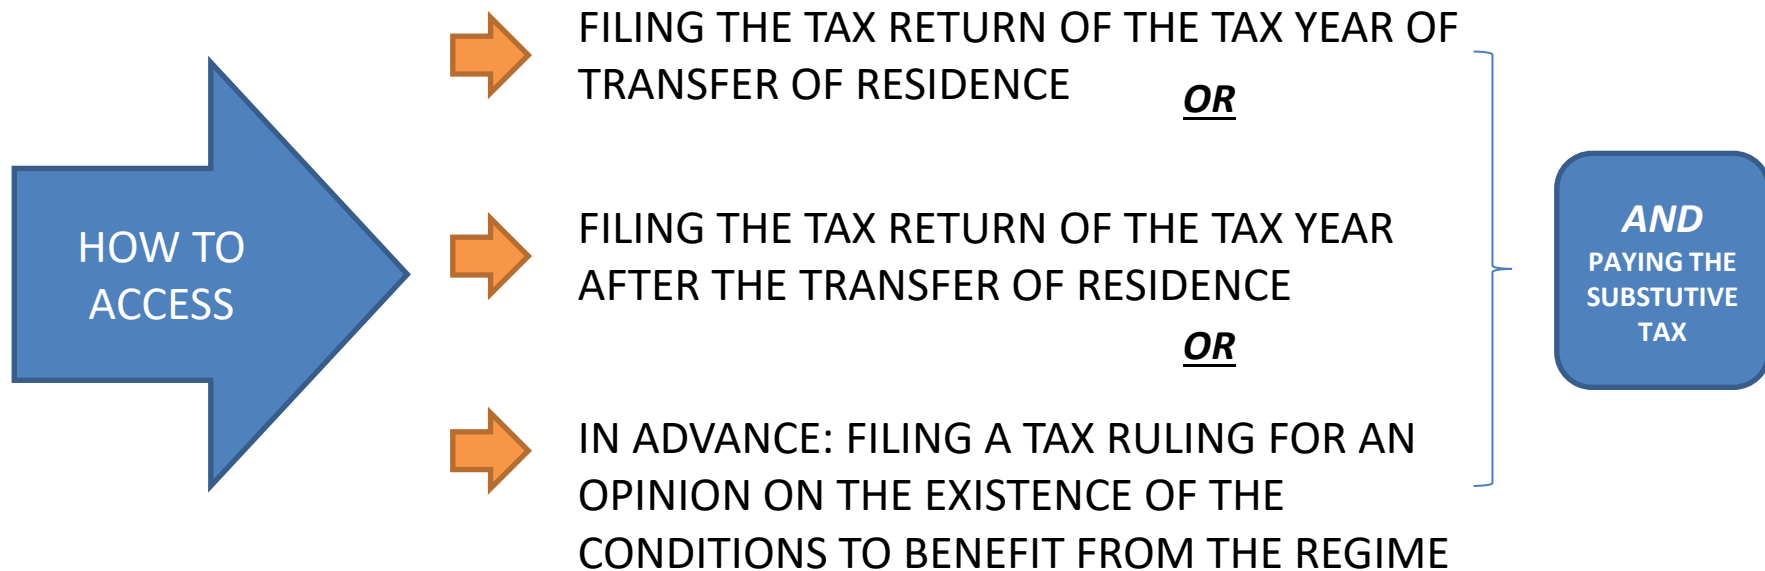 HOW TO
ACCESS
FILING THE TAX RETURN OF THE TAX YEAR OF
TRANSFER OF RESIDENCE
OR
FILING THE TAX RETURN OF THE TAX YEAR
AFTER THE TRANSFER OF RESIDENCE
OR
IN ADVANCE: FILING A TAX RULING FOR AN
OPINION ON THE EXISTENCE OF THE
CONDITIONS TO BENEFIT FROM THE REGIME
AND
PAYING THE
SUBSTUTIVE
TAX